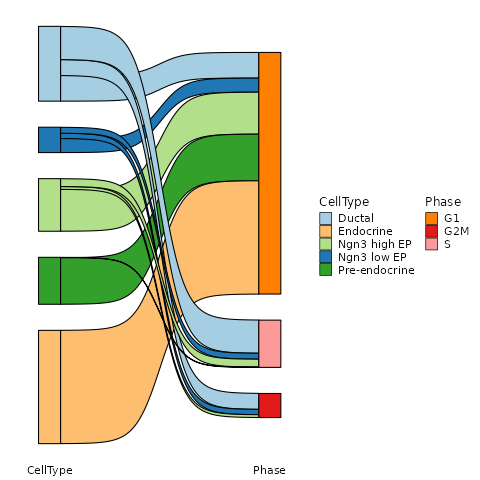 CellType
Ductal
Endocrine
Ngn3 high EP
Ngn3 low EP
Pre-endocrine
Phase
G1
G2M
S
CellType
Phase